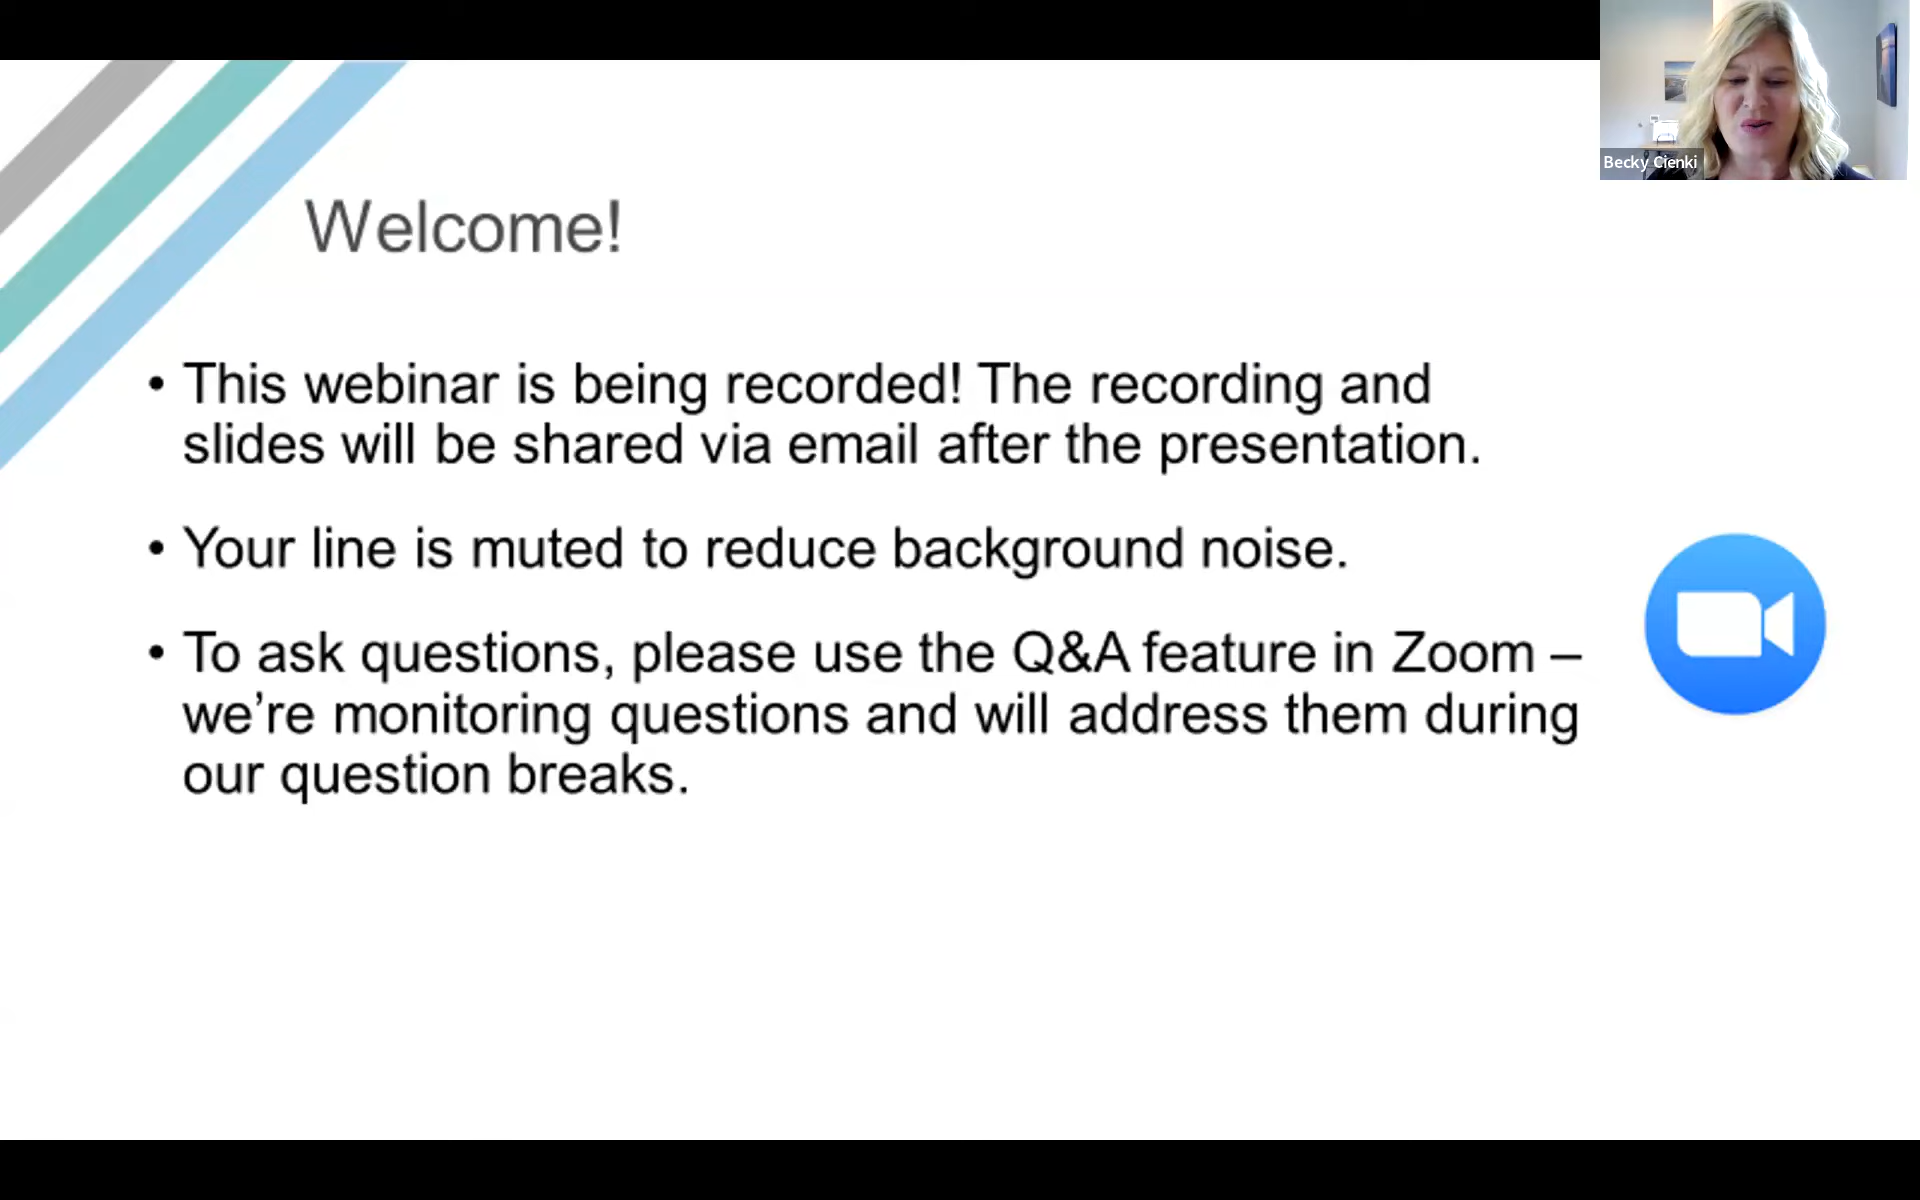 Becky Cienki
Welcome!
• This webinar is being recorded! The recording and
slides will be shared via email after the presentation.
• Your line is muted to reduce background noise.
• To ask questions, please use the Q&A feature in Zoom –
we’re monitoring questions and will address them during
our question breaks.